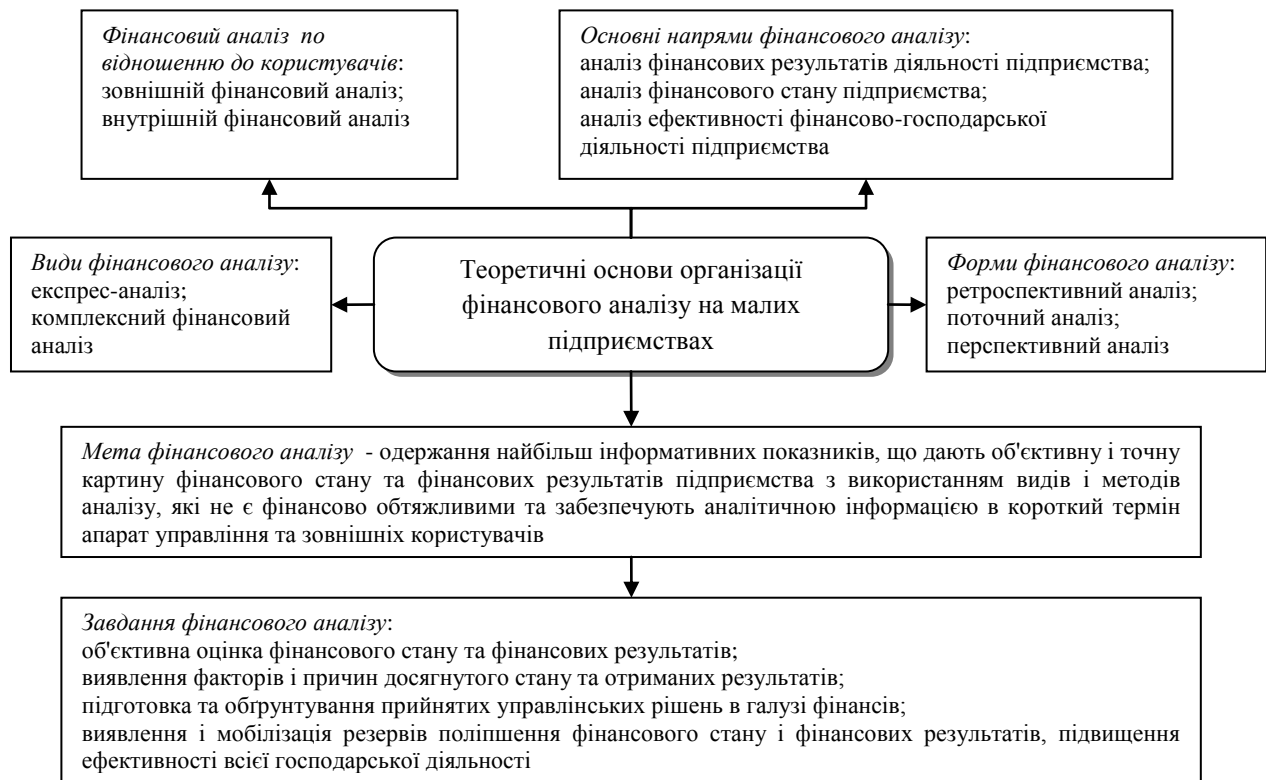 Фінансовий аналіз по
відношенню до користувачів:
зовнішній фінансовий аналіз;
внутрішній фінансовий аналіз
Основні напрями фінансового аналізу:
аналіз фінансових результатів діяльності підприємства;
аналіз фінансового стану підприємства;
аналіз ефективності фінансово-господарської
діяльності підприємства
Види фінансового аналізу:
експрес-аналіз;
комплексний фінансовий
аналіз
Теоретичні основи організації
фінансового аналізу на малих
підприємствах
Форми фінансового аналізу:
ретроспективний аналіз;
поточний аналіз;
перспективний аналіз
Мета фінансового аналізу - одержання найбільш інформативних показників, що дають об'єктивну і точну
картину фінансового стану та фінансових результатів підприємства з використанням видів і методів
аналізу, які не є фінансово обтяжливими та забезпечують аналітичною інформацією в короткий термін
апарат управління та зовнішніх користувачів
Завдання фінансового аналізу:
об'єктивна оцінка фінансового стану та фінансових результатів;
виявлення факторів і причин досягнутого стану та отриманих результатів;
підготовка та обґрунтування прийнятих управлінських рішень в галузі фінансів;
виявлення і мобілізація резервів поліпшення фінансового стану і фінансових результатів, підвищення
ефективності всієї господарської діяльності